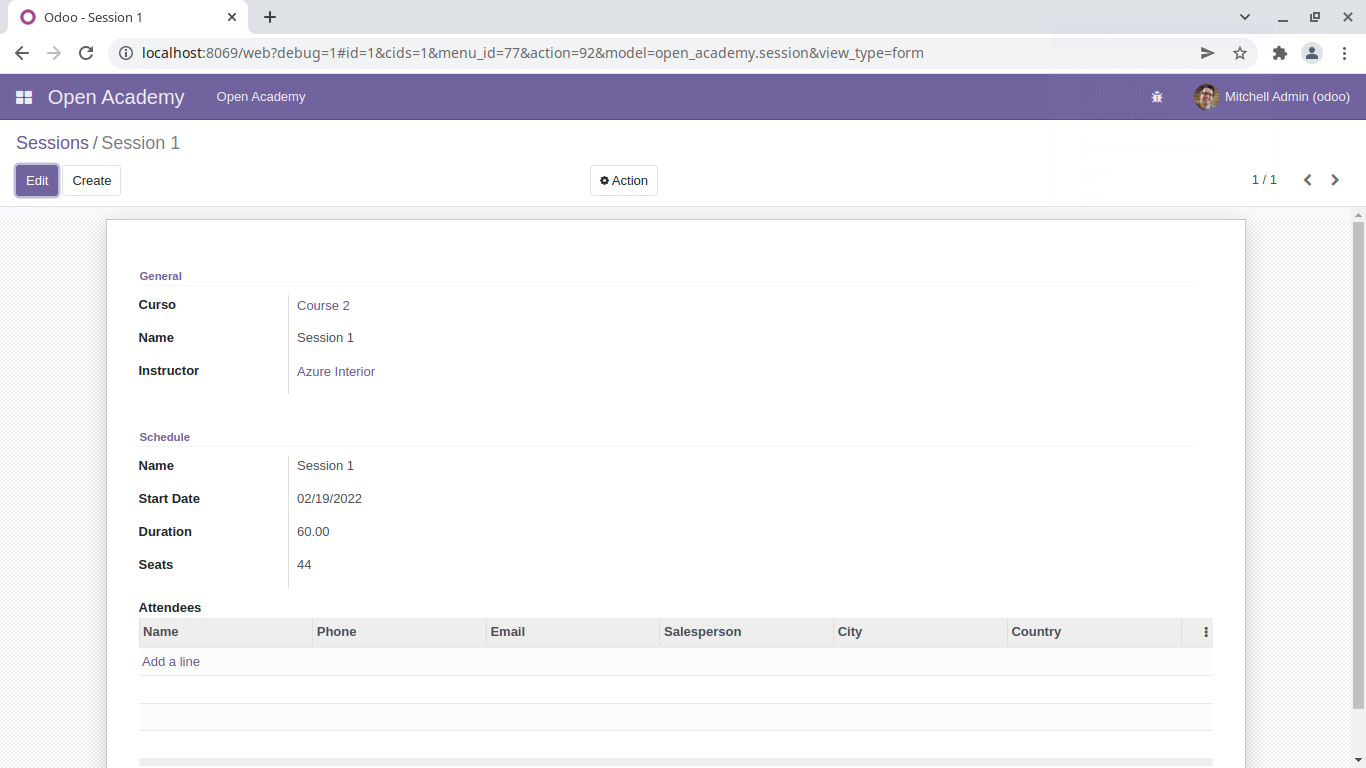 Odoo - Session 1
localhost:8069/web?debug=1#id=1&cids=1&menu_id=77&action=92&model=open_academy.session&view_type=form
Open Academy Open Academy Mitchell Admin (odoo)
Sessions / Session 1
Edit Create Action 1 / 1
General
Curso Course 2
Name Session 1
Instructor Azure Interior
Schedule
Name Session 1
Start Date 02/19/2022
Duration 60.00
Seats 44
Attendees
Name Phone Email Salesperson City Country
Add a line